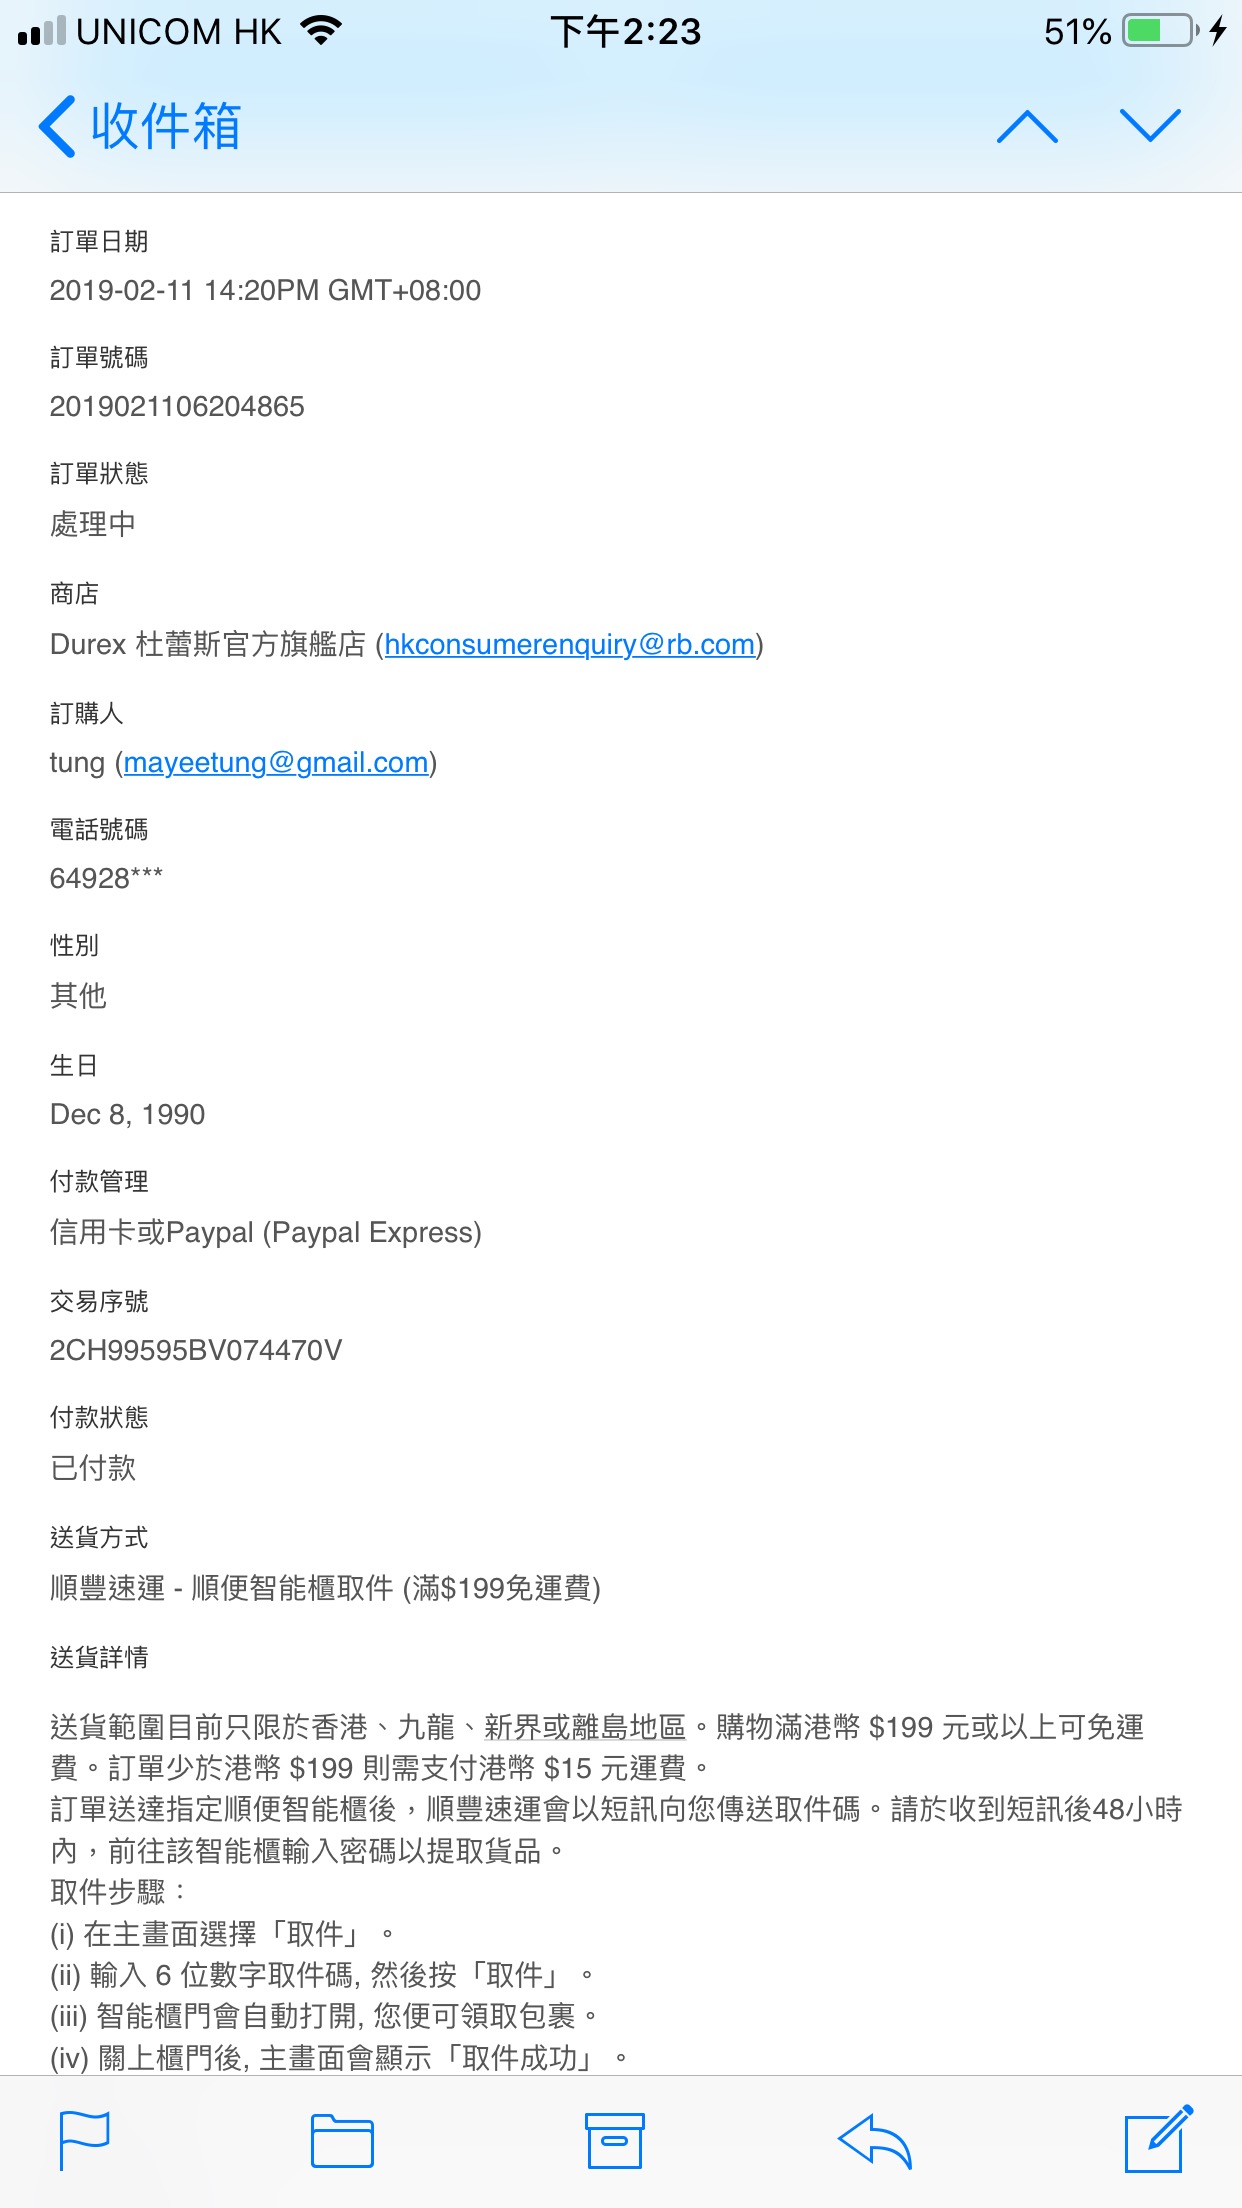 UNICOM HK 下午2:23 51%
收件箱
訂單日期
2019-02-11 14:20PM GMT+08:00
訂單號碼
2019021106204865
訂單狀態
處理中
商店
Durex 杜蕾斯官方旗艦店 (hkconsumerenquiry@rb.com)
訂購人
tung (mayeetung@gmail.com)
電話號碼
64928***
性別
其他
生日
Dec 8, 1990
付款管理
信用卡或Paypal (Paypal Express)
交易序號
2CH99595BV074470V
付款狀態
已付款
送貨方式
順豐速運 - 順便智能櫃取件 (滿$199免運費)
送貨詳情
送貨範圍目前只限於香港、九龍、新界或離島地區。購物滿港幣 $199 元或以上可免運
費。訂單少於港幣 $199 則需支付港幣 $15 元運費。
訂單送達指定順便智能櫃後，順豐速運會以短訊向您傳送取件碼。請於收到短訊後48小時
內，前往該智能櫃輸入密碼以提取貨品。
取件步驟：
(i) 在主畫面選擇「取件」。
(ii) 輸入 6 位數字取件碼, 然後按「取件」。
(iii) 智能櫃門會自動打開, 您便可領取包裹。
(iv) 關上櫃門後, 主畫面會顯示「取件成功」。